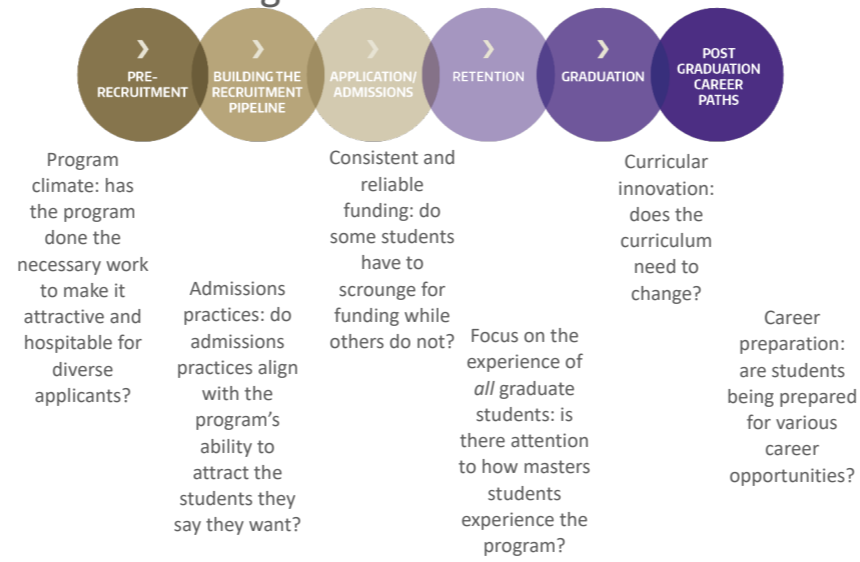 PRE-
RECRUITMENT
BUILDING THE
RECRUITMENT
PIPELINE
APPLICATION/
ADMISSIONS
RETENTION
GRADUATION
POST
GRADUATION
CAREER
PATHS
Program
climate: has
the program
done the
necessary work
to make it
attractive and
hospitable for
diverse
applicants?
Admissions
practices: do
admissions
practices align
with the
program’s
ability to
attract the
students they
say they want?
Consistent and
reliable
funding: do
some students
have to
scrounge for
funding while
others do not?
Focus on the
experience of
all graduate
students: is
there attention
to how masters
students
experience the
program?
Curricular
innovation:
does the
curriculum
need to
change?
Career
preparation:
are students
being prepared
for various
career
opportunities?